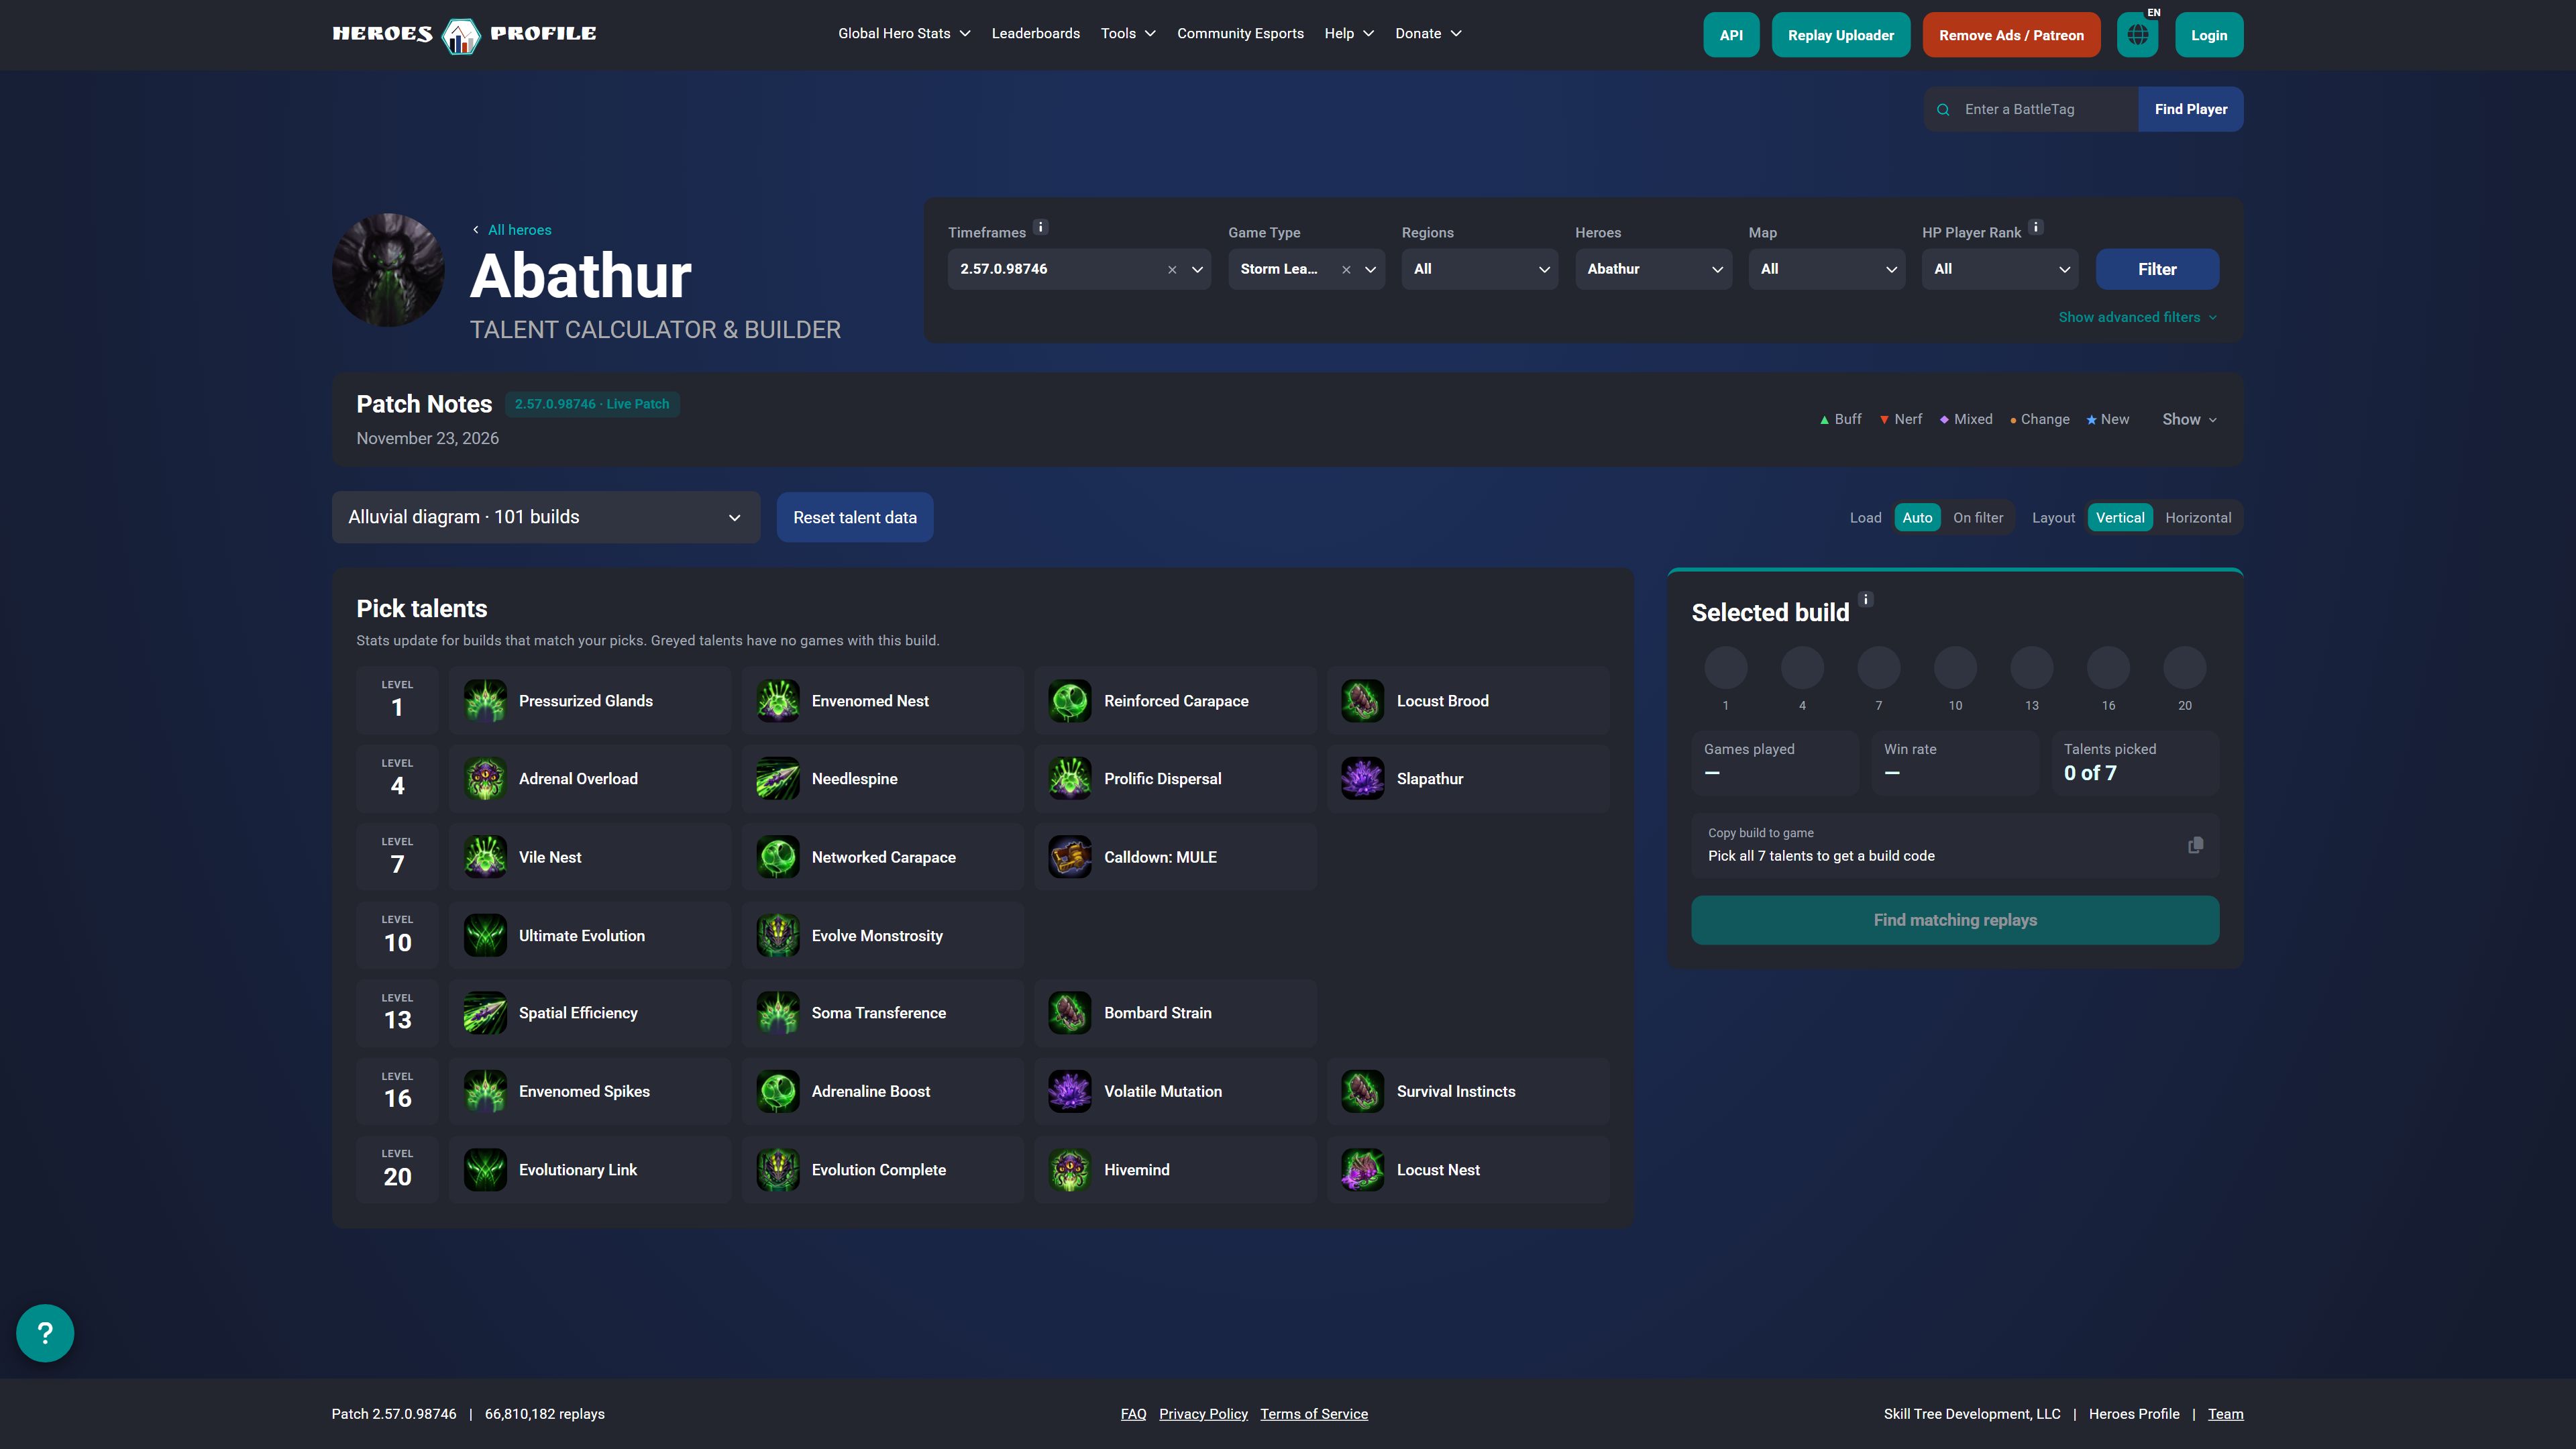 HEROES PROFILE
Global Hero Stats Leaderboards Tools Community Esports Help Donate
API Replay Uploader Remove Ads / Patreon EN Login
Enter a BattleTag Find Player
All heroes
Abathur
TALENT CALCULATOR & BUILDER
Timeframes i Game Type Regions Heroes Map HP Player Rank i
2.57.0.98746 Storm Lea... All Abathur All All Filter
Show advanced filters
Patch Notes 2.57.0.98746 · Live Patch
November 23, 2026
Buff Nerf Mixed Change New Show
Alluvial diagram · 101 builds Reset talent data
Load Auto On filter Layout Vertical Horizontal
Pick talents
Stats update for builds that match your picks. Greyed talents have no games with this build.
LEVEL 1 Pressurized Glands Envenomed Nest Reinforced Carapace Locust Brood
LEVEL 4 Adrenal Overload Needlespine Prolific Dispersal Slapathur
LEVEL 7 Vile Nest Networked Carapace Calldown: MULE
LEVEL 10 Ultimate Evolution Evolve Monstrosity
LEVEL 13 Spatial Efficiency Soma Transference Bombard Strain
LEVEL 16 Envenomed Spikes Adrenaline Boost Volatile Mutation Survival Instincts
LEVEL 20 Evolutionary Link Evolution Complete Hivemind Locust Nest
Selected build i
1 4 7 10 13 16 20
Games played Win rate Talents picked
— — 0 of 7
Copy build to game
Pick all 7 talents to get a build code
Find matching replays
?
Patch 2.57.0.98746 | 66,810,182 replays
FAQ Privacy Policy Terms of Service
Skill Tree Development, LLC | Heroes Profile | Team